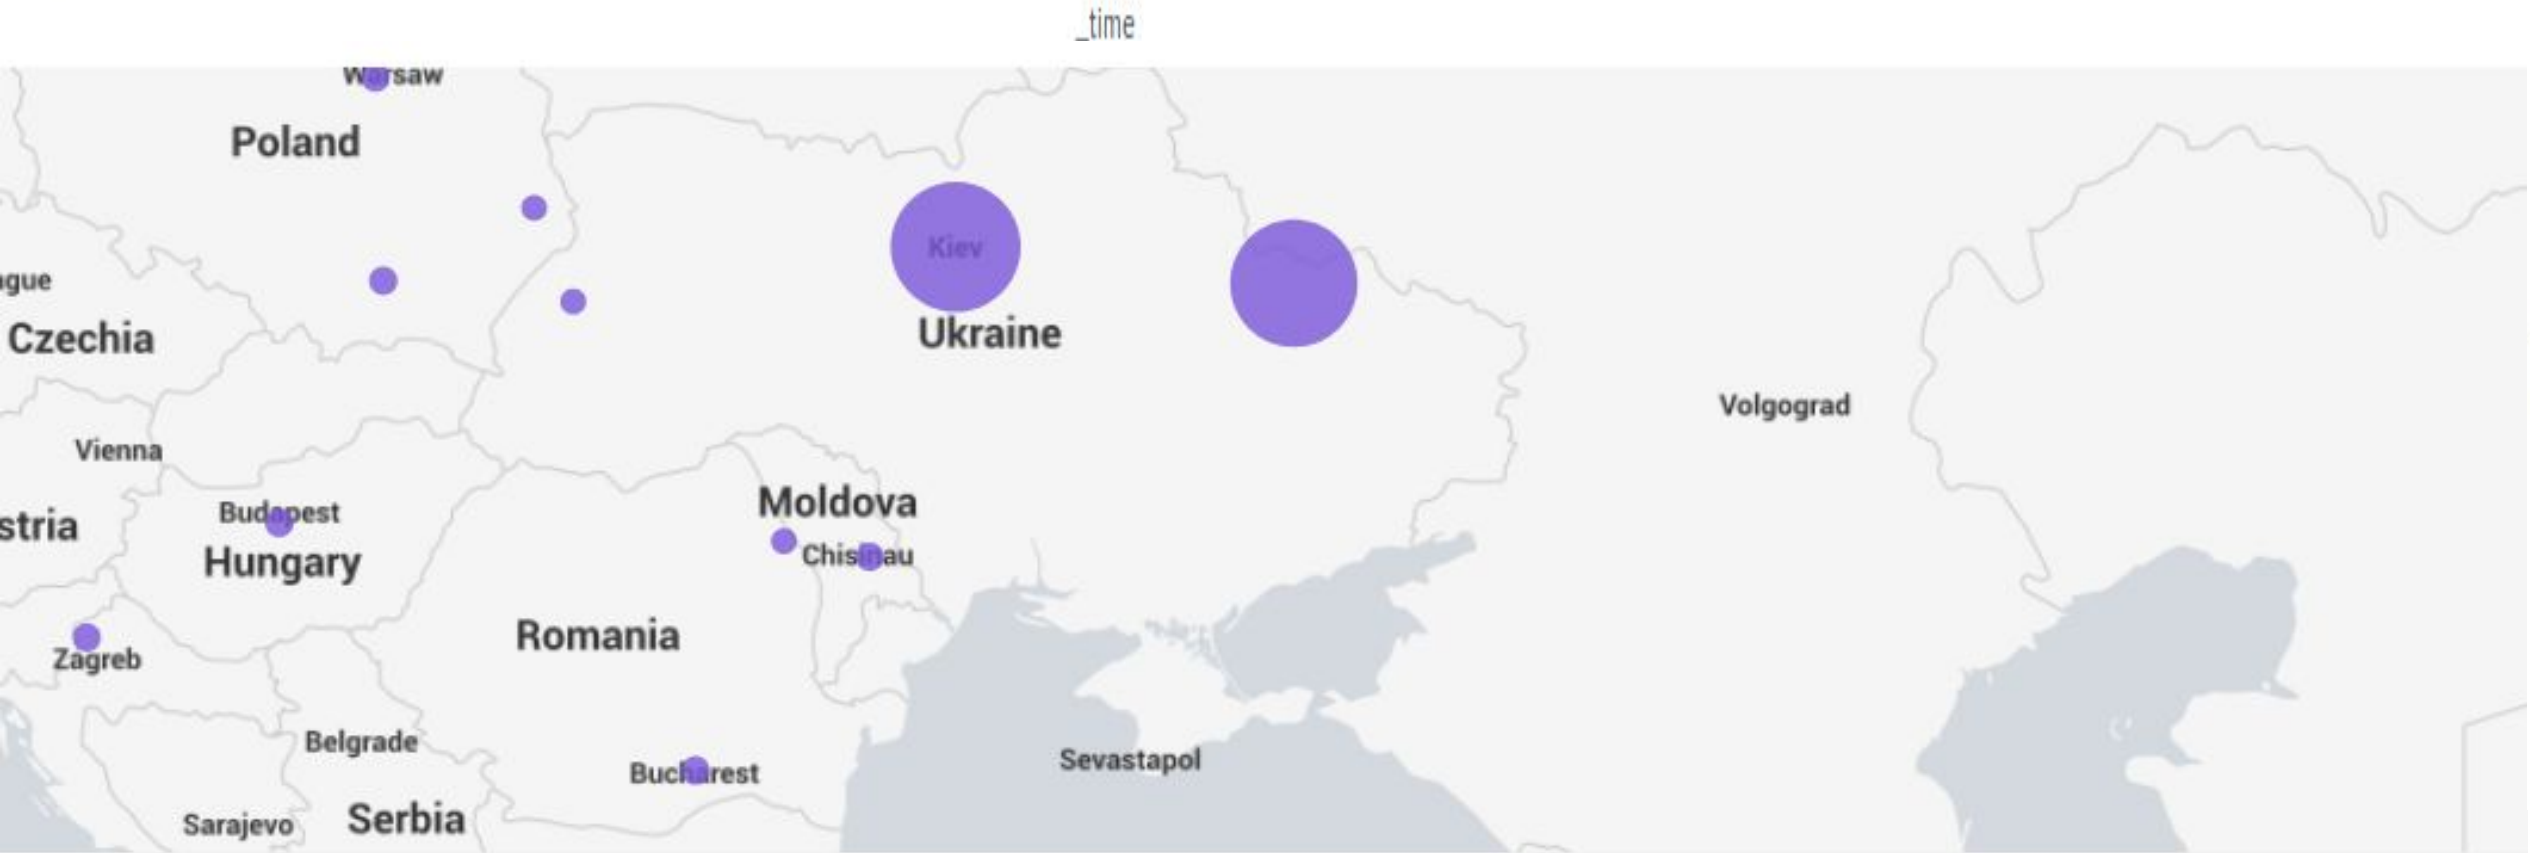 _time
Warsaw
Poland
Kiev
ague
Czechia
Ukraine
Volgograd
Vienna
Moldova
Budapest
stria
Chisinau
Hungary
Romania
Zagreb
Belgrade
Sevastapol
Bucharest
Serbia
Sarajevo